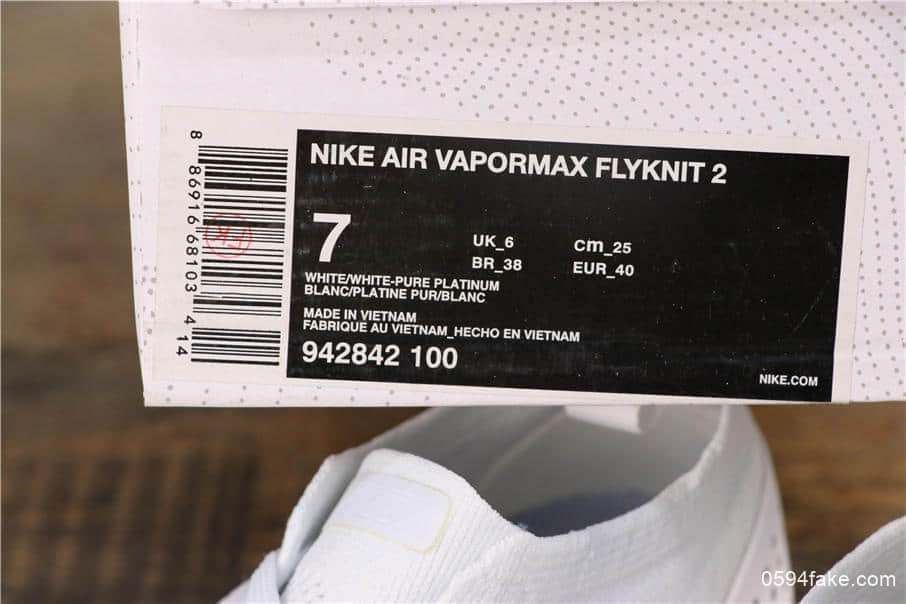 NIKE AIR VAPORMAX FLYKNIT 2
7
UK_6 cm_25
BR_38 EUR_40
WHITE/WHITE-PURE PLATINUM
BLANC/PLATINE PUR/BLANC
MADE IN VIETNAM
FABRIQUE AU VIETNAM_HECHO EN VIETNAM
942842 100
NIKE.COM
8 86916 68103 4 14
0594fake.com